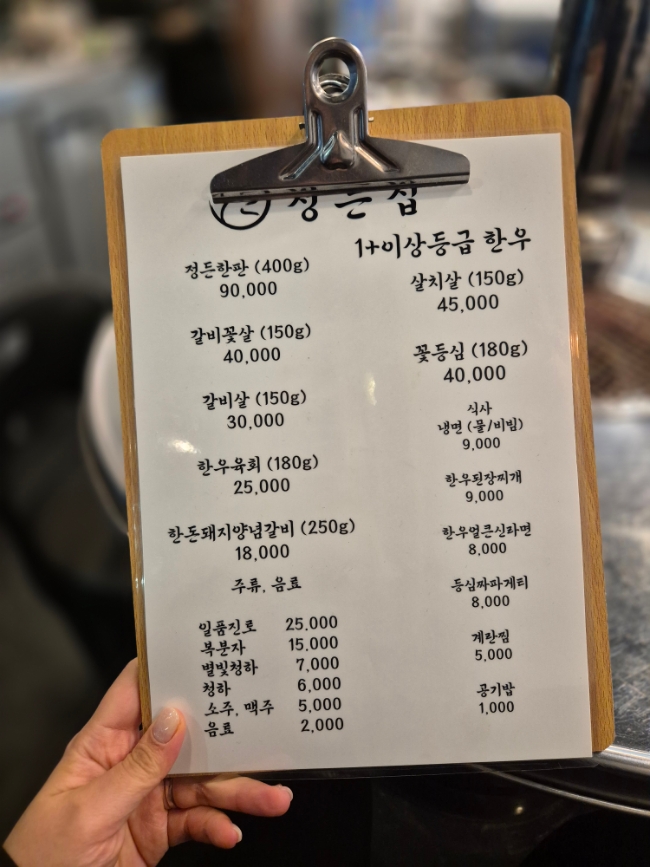 정든집
1+이상등급 한우
정든한판 (400g)
90,000
갈비꽃살 (150g)
40,000
갈비살 (150g)
30,000
한우육회 (180g)
25,000
한돈돼지양념갈비 (250g)
18,000
주류, 음료
일품진로 25,000
복분자 15,000
별빛청하 7,000
청하 6,000
소주, 맥주 5,000
음료 2,000
살치살 (150g)
45,000
꽃등심 (180g)
40,000
식사
냉면 (물/비빔)
9,000
한우된장찌개
9,000
한우얼큰신라면
8,000
등심짜파게티
8,000
계란찜
5,000
공기밥
1,000